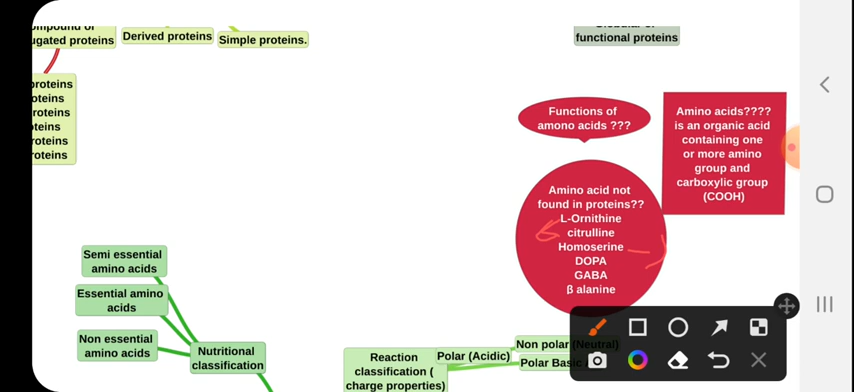 ugated proteins
Derived proteins
Simple proteins.
functional proteins
proteins
oteins
proteins
oteins
roteins
roteins
Functions of
amono acids ???
Amino acids????
is an organic acid
containing one
or more amino
group and
carboxylic group
(COOH)
Amino acid not
found in proteins??
L-Ornithine
citrulline
Homoserine
DOPA
GABA
β alanine
Semi essential
amino acids
Essential amino
acids
Non essential
amino acids
Nutritional
classification
Reaction
classification (
charge properties)
Polar (Acidic)
Non polar (Neutral)
Polar Basic